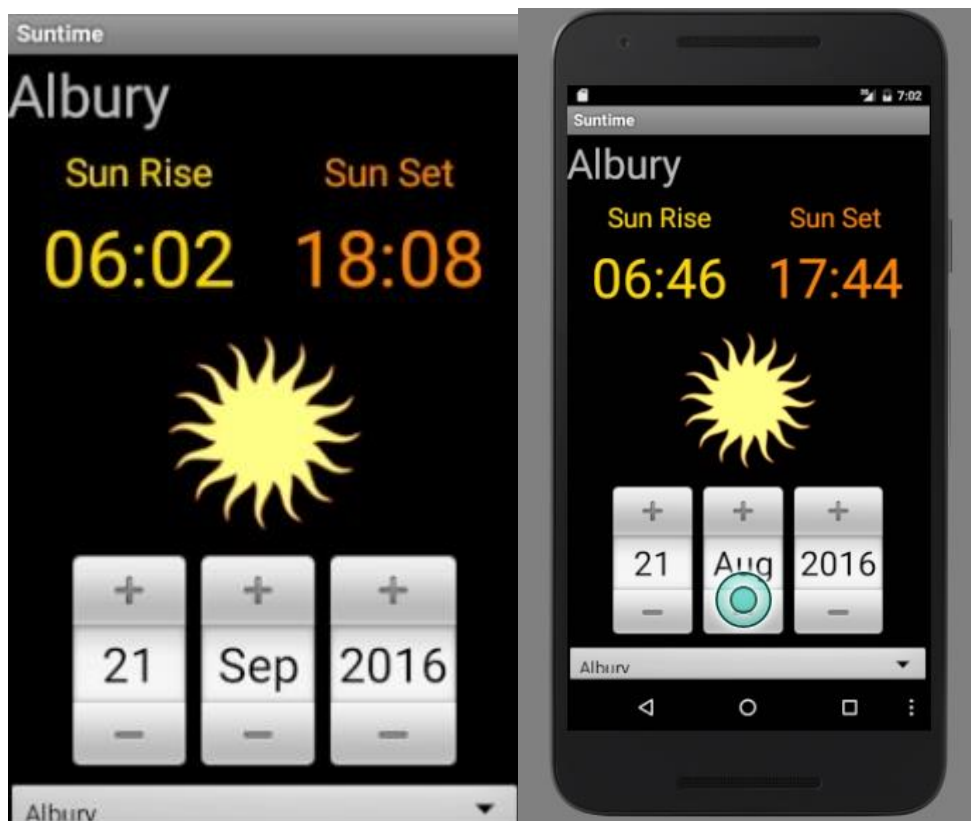 Suntime
Albury
Sun Rise Sun Set
06:02 18:08
+ + +
21 Sep 2016
− − −
Albury
7:02
Suntime
Albury
Sun Rise Sun Set
06:46 17:44
+ + +
21 Aug 2016
− −
Albury